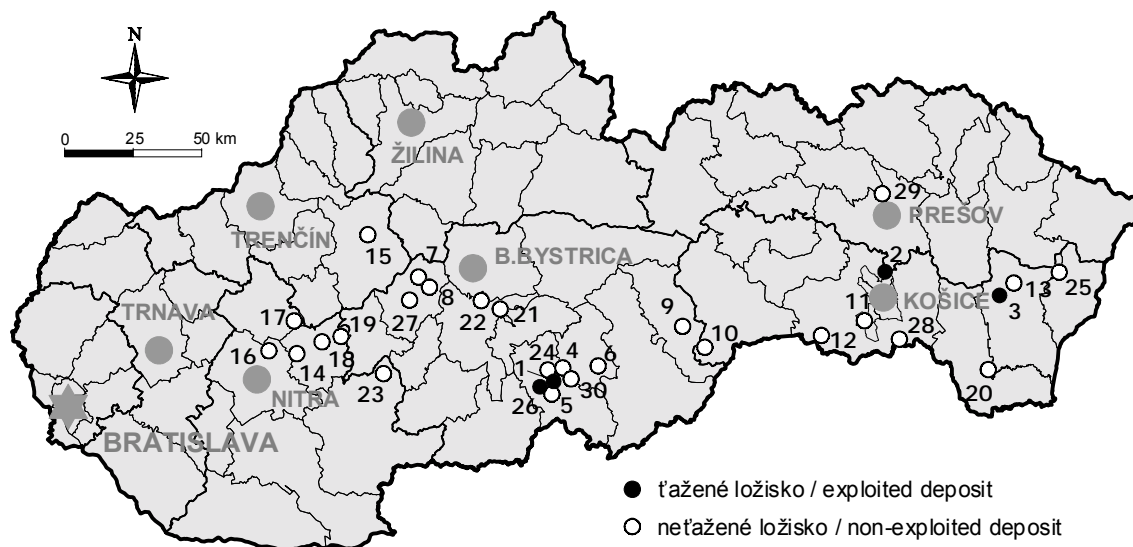 N
0 25 50 km
ŽILINA
TRENČÍN
B.BYSTRICA
PREŠOV
KOŠICE
TRNAVA
NITRA
BRATISLAVA
29
15
7
8
2
13
25
3
27
22
21
9
10
11
12
28
20
17
19
18
16
14
23
24
4
6
1
30
26
5
ťažené ložisko / exploited deposit
neťažené ložisko / non-exploited deposit